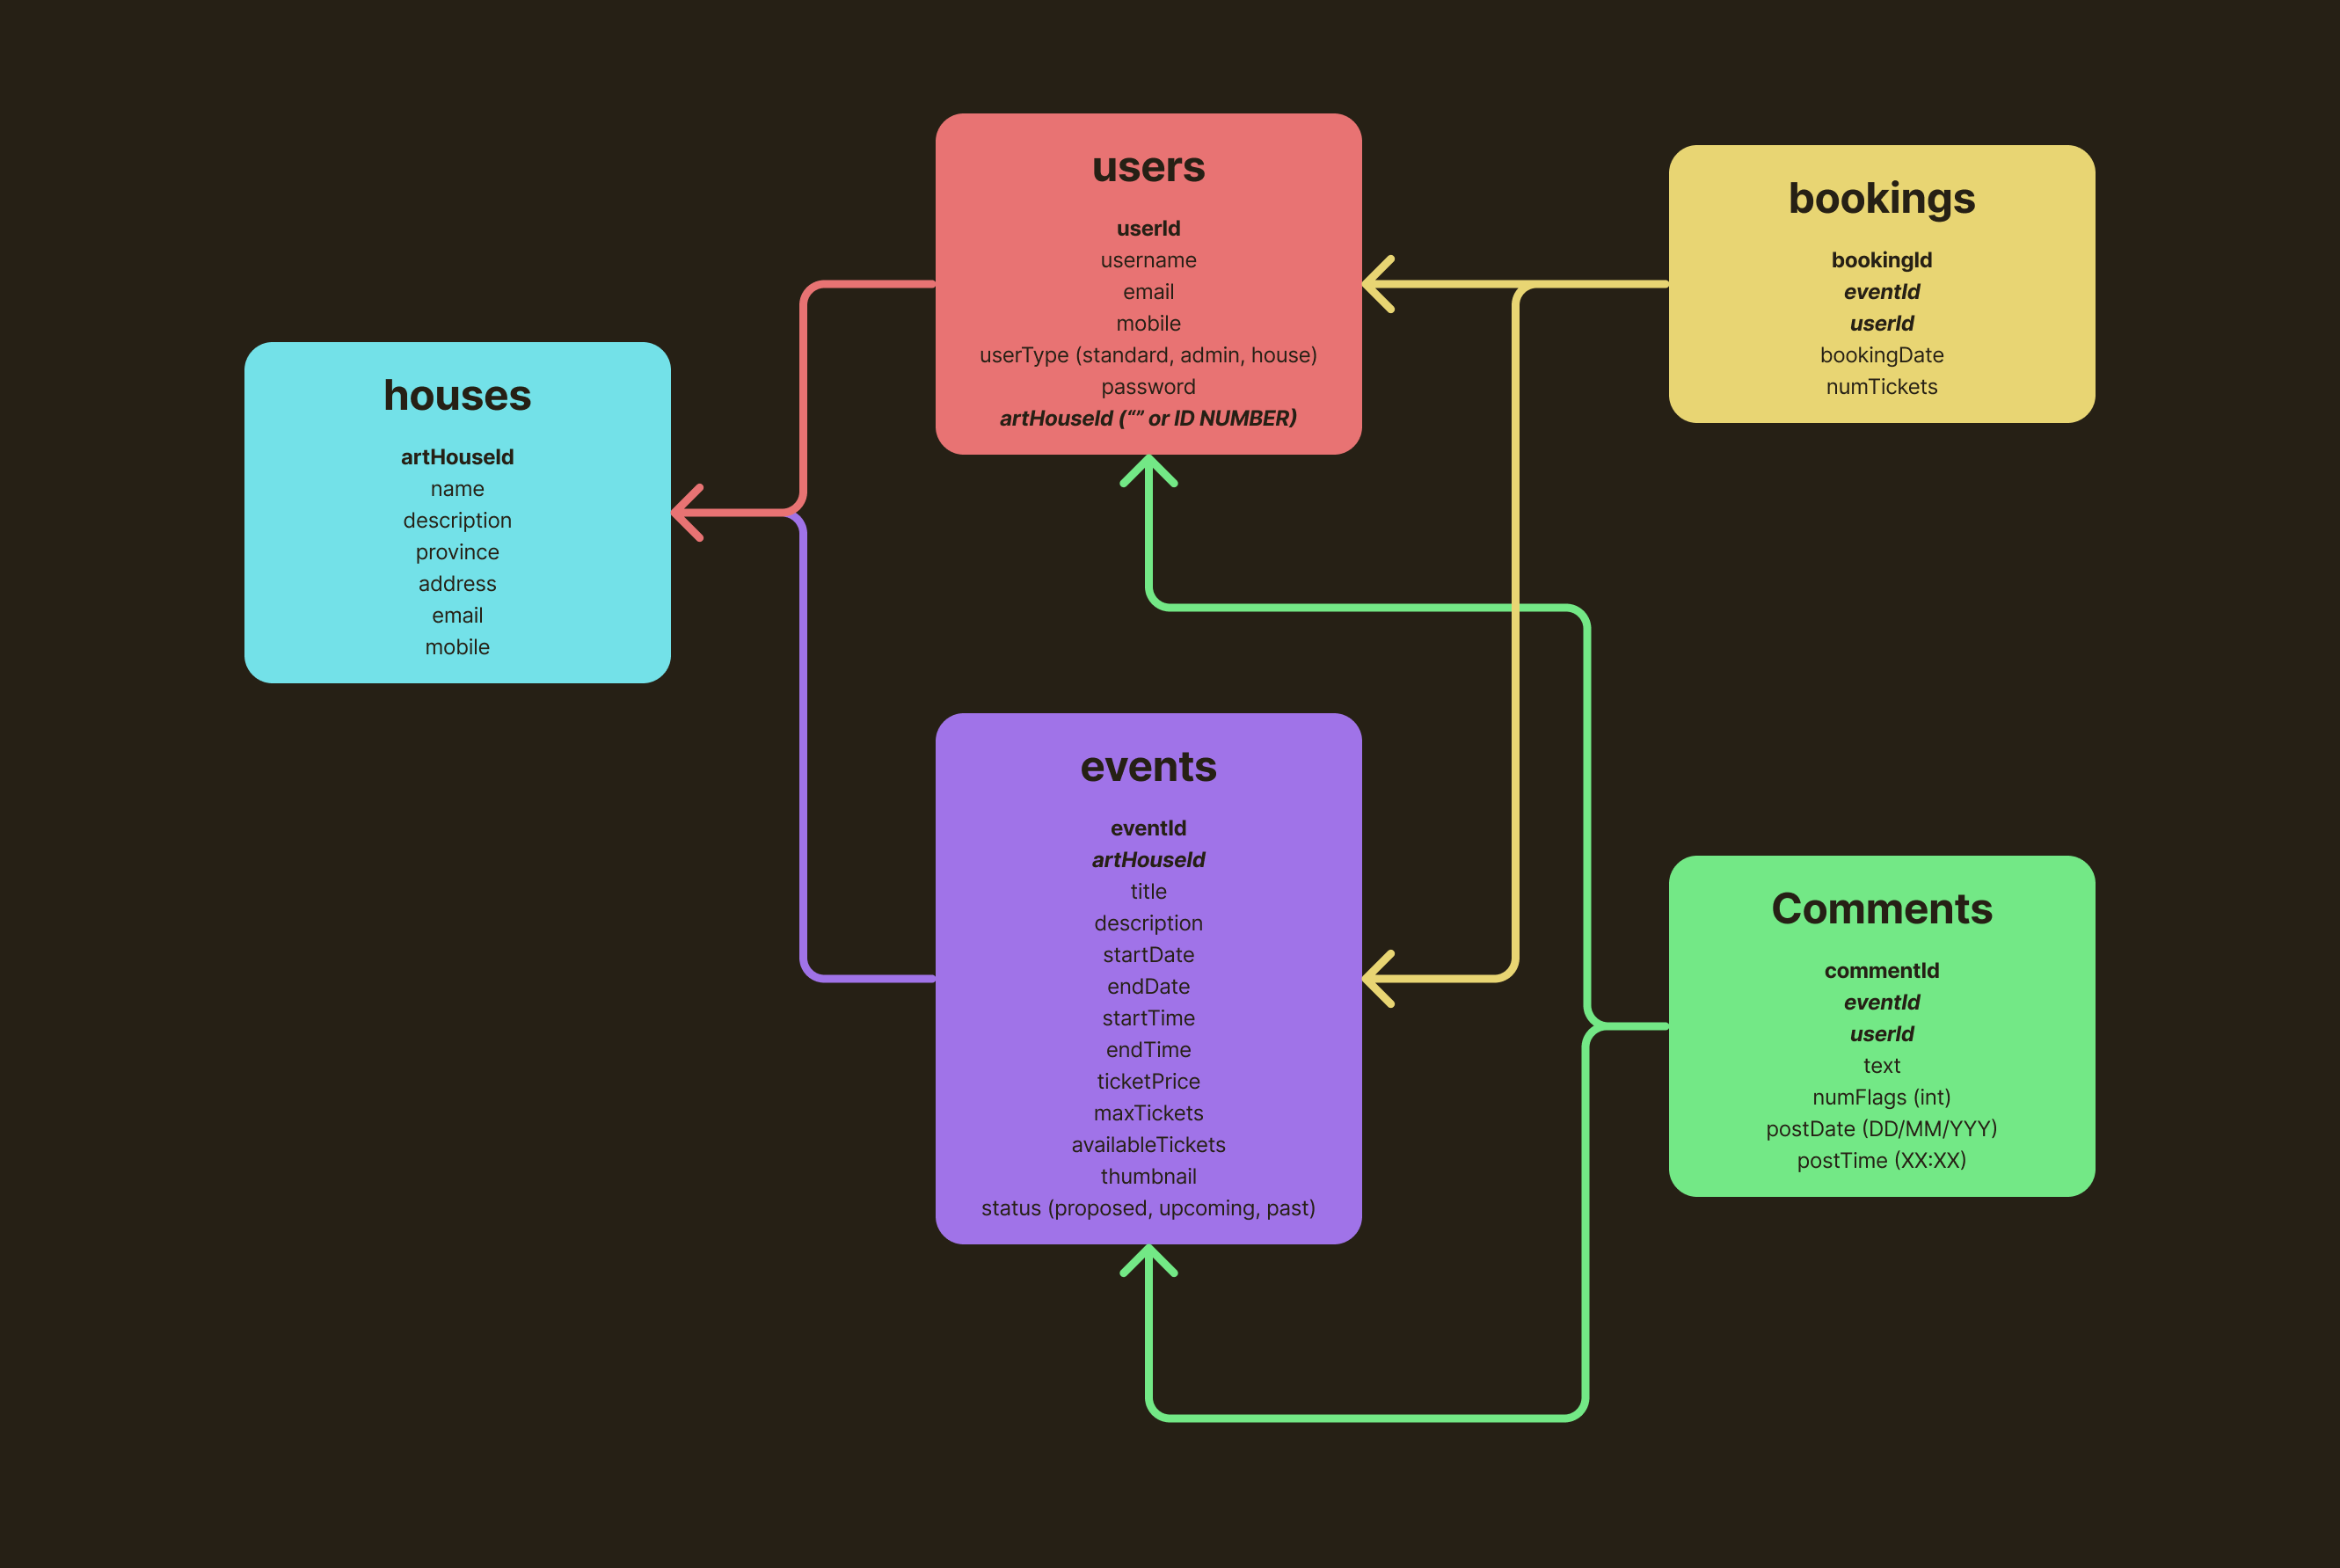 houses
artHouseId
name
description
province
address
email
mobile
users
userId
username
email
mobile
userType (standard, admin, house)
password
artHouseId (“” or ID NUMBER)
events
eventId
artHouseId
title
description
startDate
endDate
startTime
endTime
ticketPrice
maxTickets
availableTickets
thumbnail
status (proposed, upcoming, past)
bookings
bookingId
eventId
userId
bookingDate
numTickets
Comments
commentId
eventId
userId
text
numFlags (int)
postDate (DD/MM/YYY)
postTime (XX:XX)